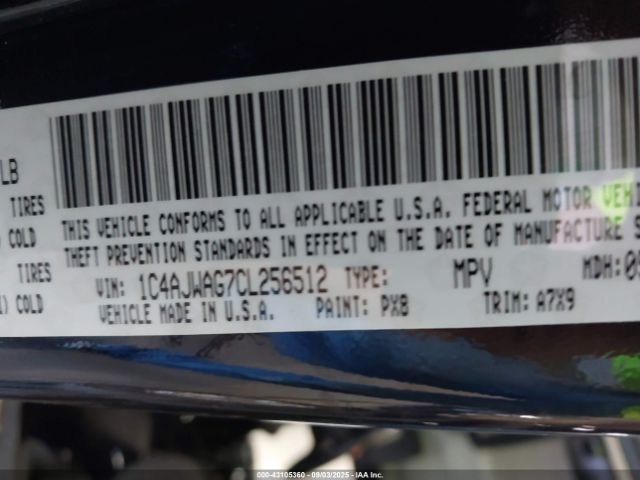 LB
TIRES
) COLD
TIRES
) COLD
THIS VEHICLE CONFORMS TO ALL APPLICABLE U.S.A. FEDERAL MOTOR VEH
THEFT PREVENTION STANDARDS IN EFFECT ON THE DATE OF MANUFACTURE S
VIN: 1C4AJWAG7CL256512 TYPE: MPV MDH: 0
VEHICLE MADE IN U.S.A. PAINT: PX8 TRIM: A7X9
000-43105360 - 09/03/2025 - IAA Inc.